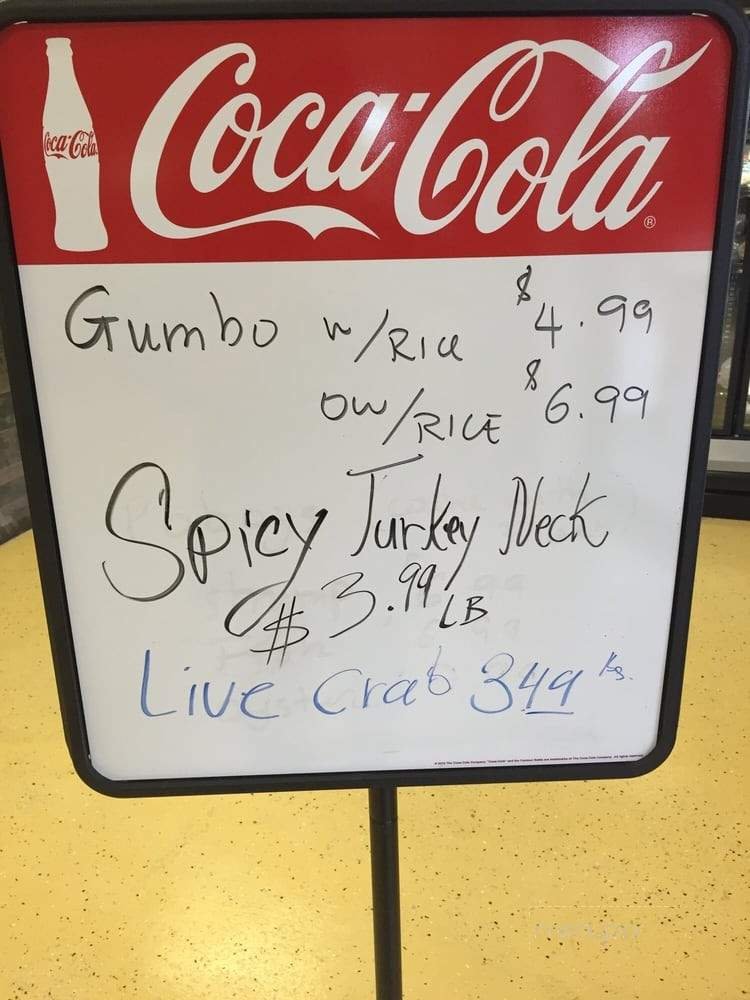 Coca-Cola
Coca-Cola®
Gumbo w/RICE $4.99
OW/RICE $6.99
Spicy Turkey Neck
$3.99 LB
Live Crab 349